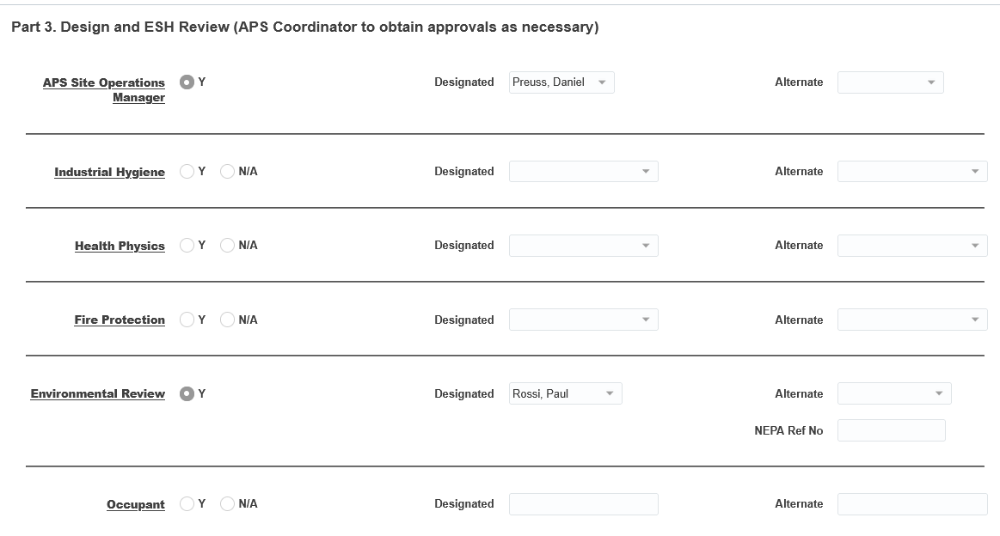 Part 3. Design and ESH Review (APS Coordinator to obtain approvals as necessary)
APS Site Operations Manager Y Designated Preuss, Daniel Alternate
Industrial Hygiene Y N/A Designated Alternate
Health Physics Y N/A Designated Alternate
Fire Protection Y N/A Designated Alternate
Environmental Review Y Designated Rossi, Paul Alternate
NEPA Ref No
Occupant Y N/A Designated Alternate